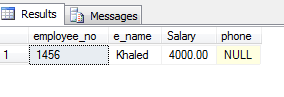 Results Messages
employee_no e_name Salary phone
1 1456 Khaled 4000.00 NULL